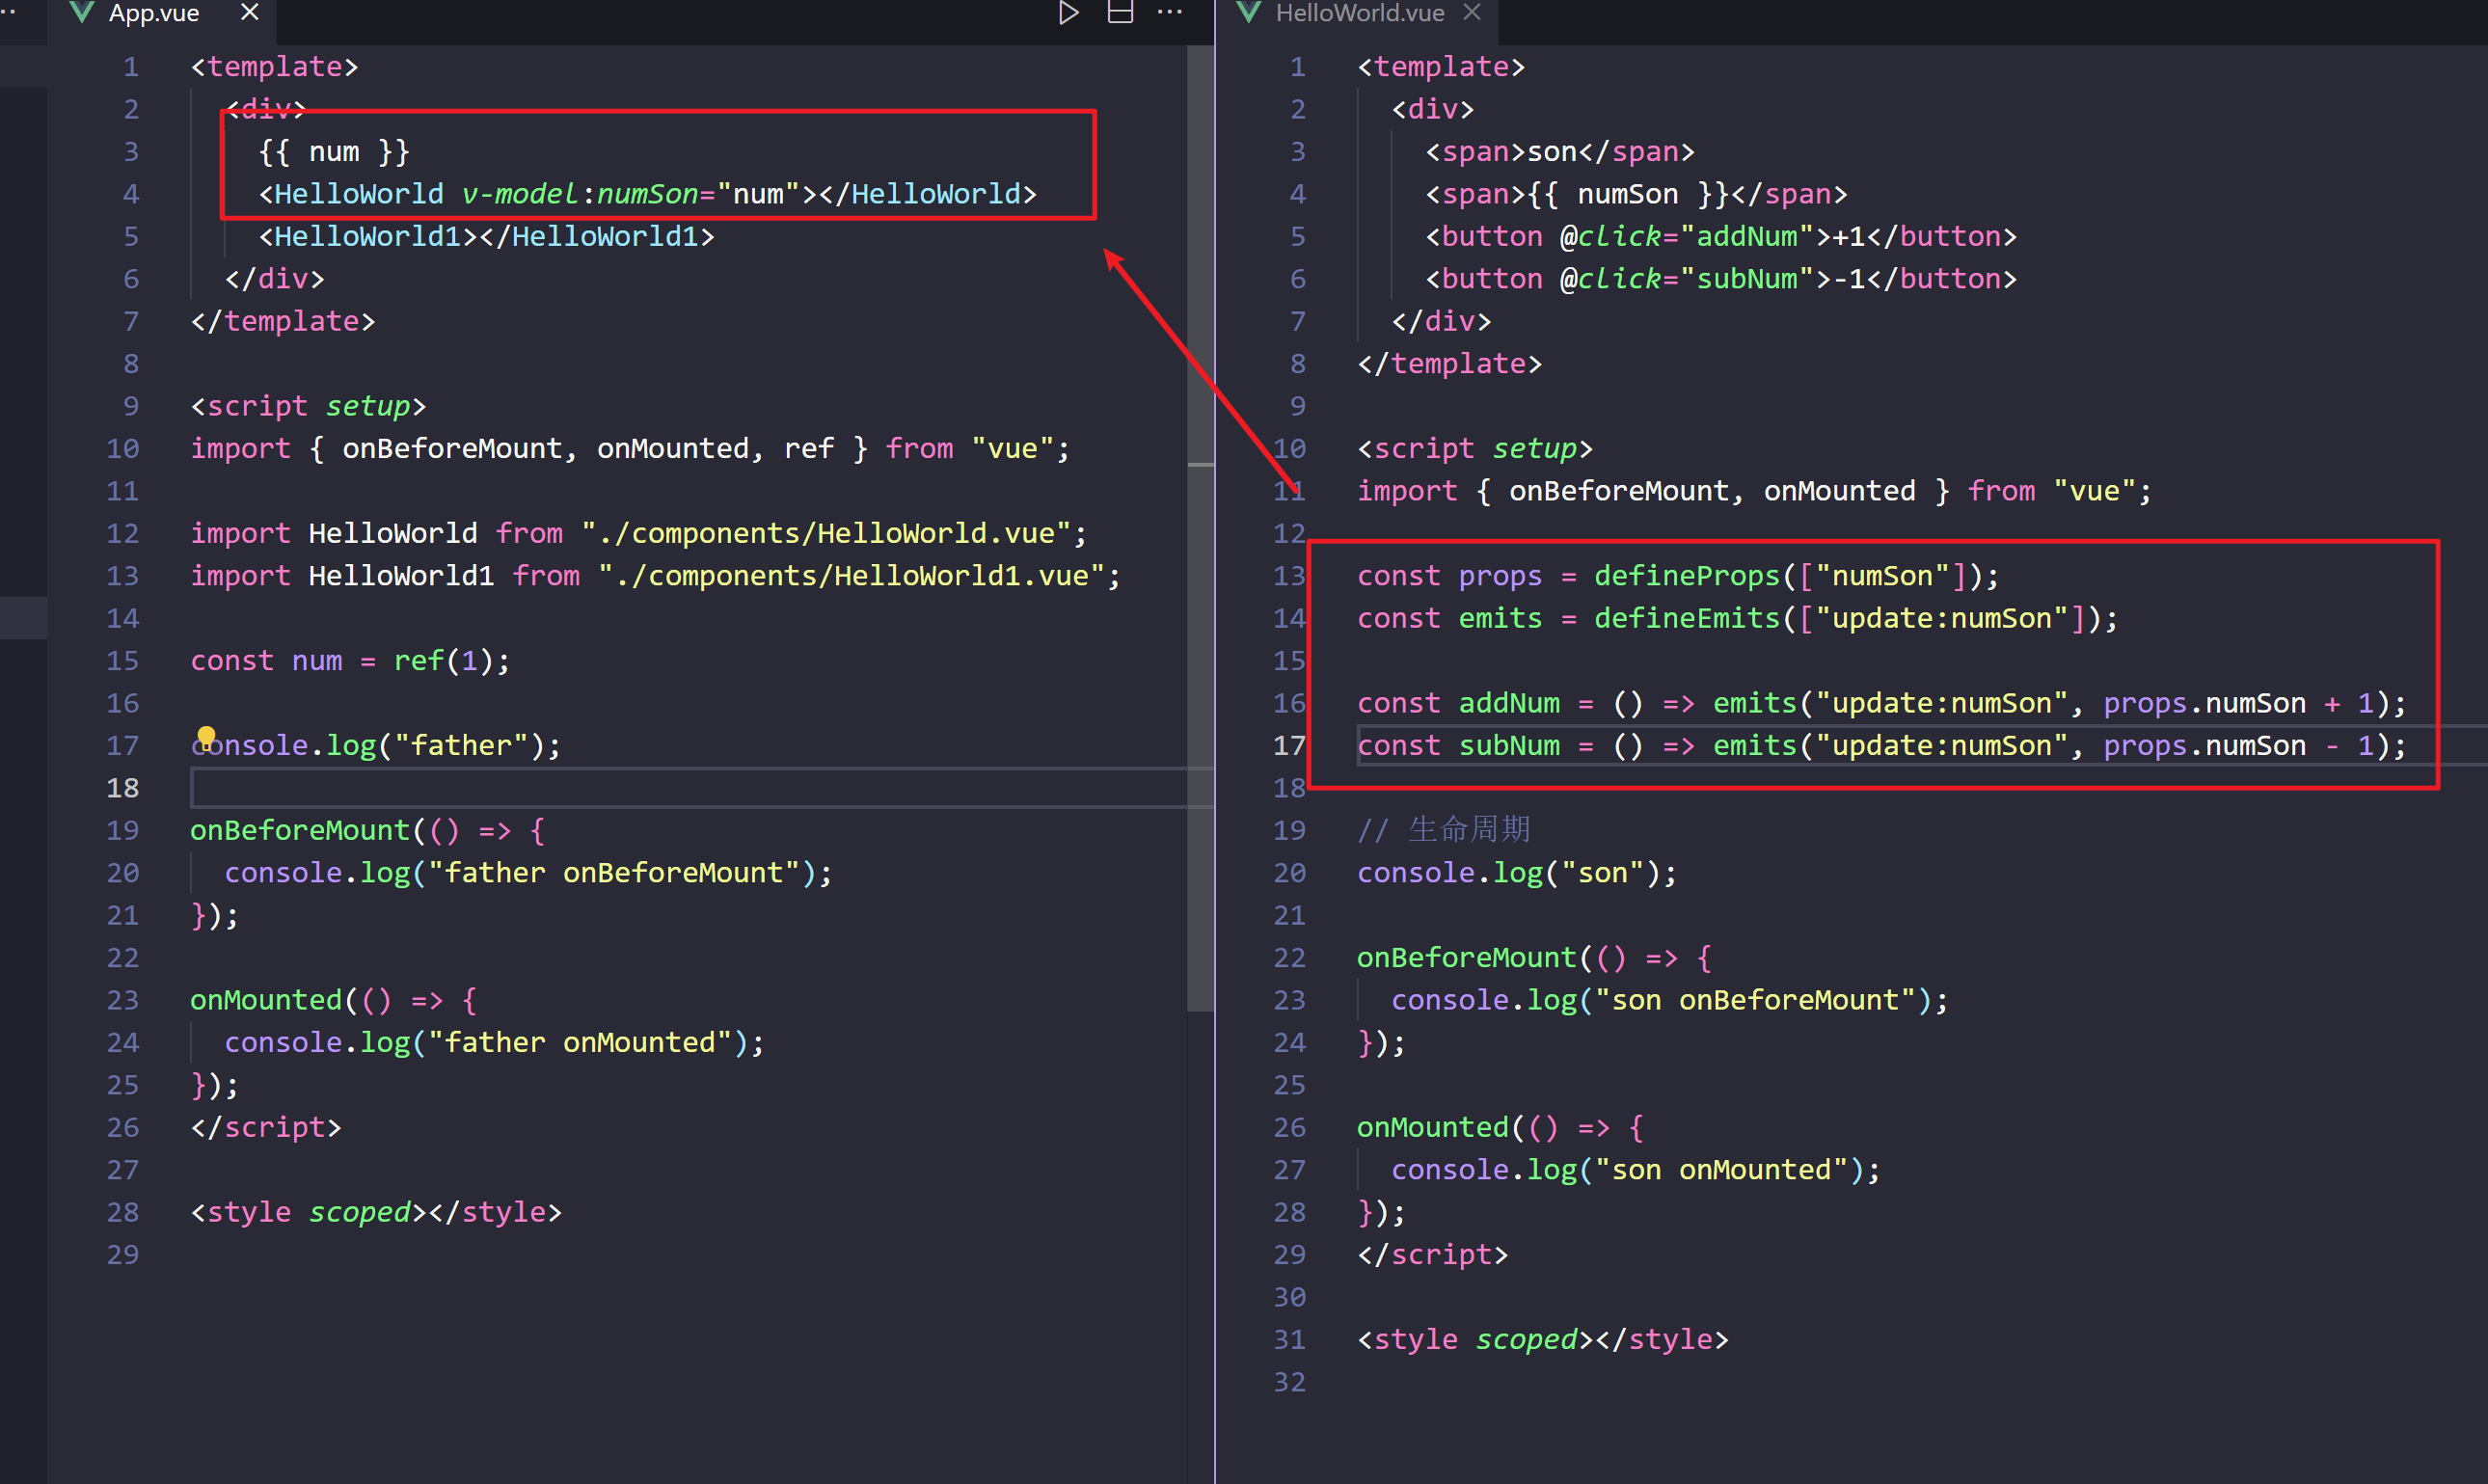 App.vue
1 <template>
2 <div>
3 {{ num }}
4 <HelloWorld v-model:numSon="num"></HelloWorld>
5 <HelloWorld1></HelloWorld1>
6 </div>
7 </template>
8
9 <script setup>
10 import { onBeforeMount, onMounted, ref } from "vue";
11
12 import HelloWorld from "./components/HelloWorld.vue";
13 import HelloWorld1 from "./components/HelloWorld1.vue";
14
15 const num = ref(1);
16
17 console.log("father");
18
19 onBeforeMount(() => {
20 console.log("father onBeforeMount");
21 });
22
23 onMounted(() => {
24 console.log("father onMounted");
25 });
26 </script>
27
28 <style scoped></style>
29
HelloWorld.vue
1 <template>
2 <div>
3 <span>son</span>
4 <span>{{ numSon }}</span>
5 <button @click="addNum">+1</button>
6 <button @click="subNum">-1</button>
7 </div>
8 </template>
9
10 <script setup>
11 import { onBeforeMount, onMounted } from "vue";
12
13 const props = defineProps(["numSon"]);
14 const emits = defineEmits(["update:numSon"]);
15
16 const addNum = () => emits("update:numSon", props.numSon + 1);
17 const subNum = () => emits("update:numSon", props.numSon - 1);
18
19 // 生命周期
20 console.log("son");
21
22 onBeforeMount(() => {
23 console.log("son onBeforeMount");
24 });
25
26 onMounted(() => {
27 console.log("son onMounted");
28 });
29 </script>
30
31 <style scoped></style>
32